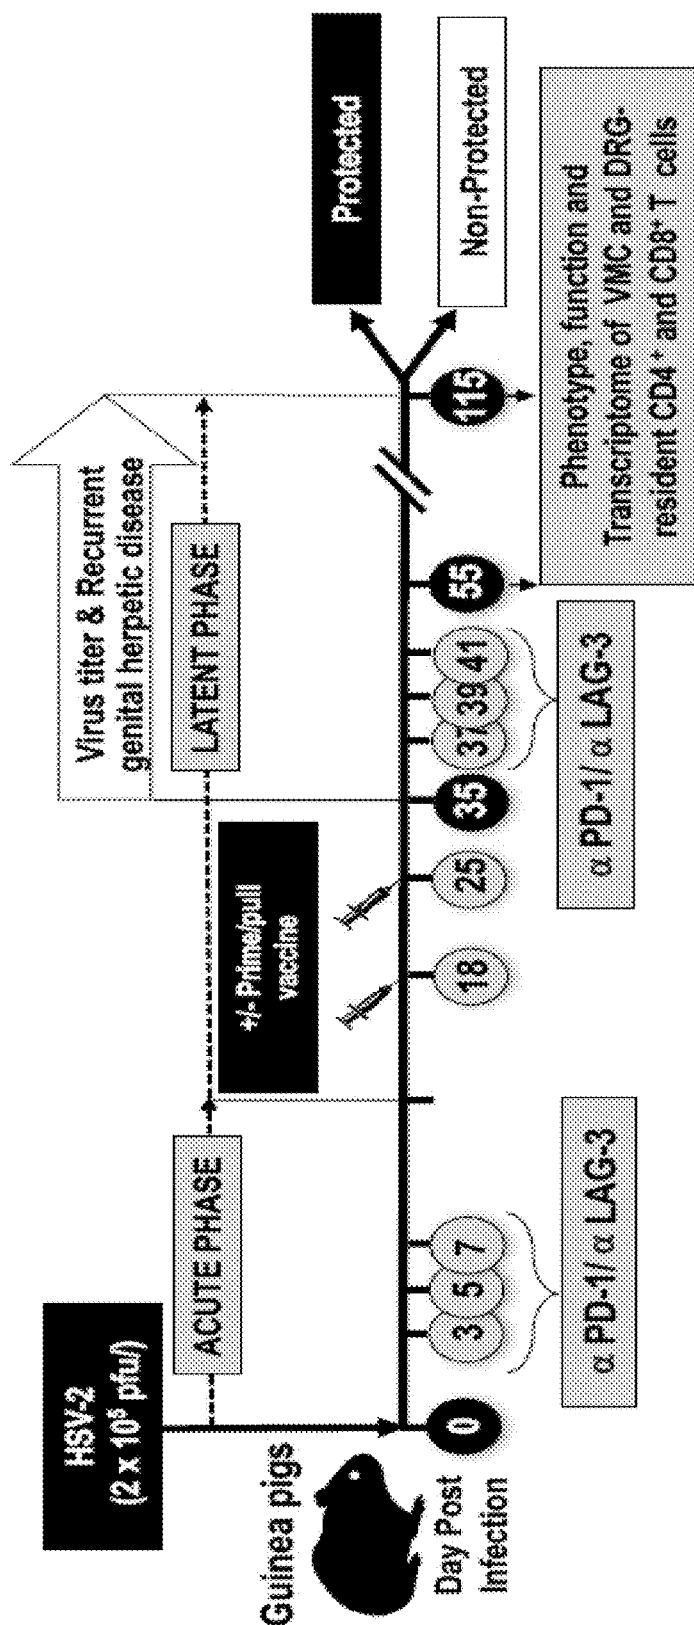 HSV-2
(2 x 10⁵ pfu/)
Virus titer & Recurrent
genital herpetic disease
ACUTE PHASE
LATENT PHASE
+/- Prime/pull
vaccine
Guinea pigs
Protected
Non-Protected
Day Post
Infection
0
3
5
7
18
25
35
37
39
41
55
115
α PD-1/α LAG-3
α PD-1/α LAG-3
Phenotype, function and
Transcriptome of VMC and DRG-
resident CD4⁺ and CD8⁺ T cells